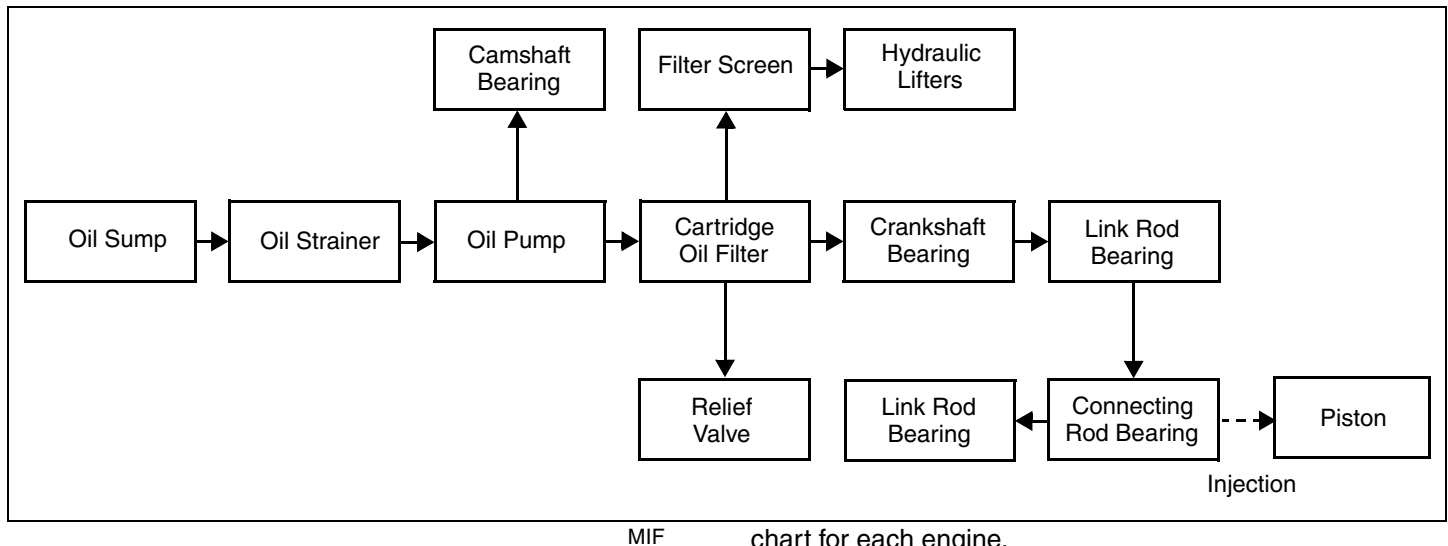 Camshaft
Bearing
Filter Screen
Hydraulic
Lifters
Oil Sump
Oil Strainer
Oil Pump
Cartridge
Oil Filter
Crankshaft
Bearing
Link Rod
Bearing
Relief
Valve
Link Rod
Bearing
Connecting
Rod Bearing
Piston
Injection
MIF
chart for each engine.